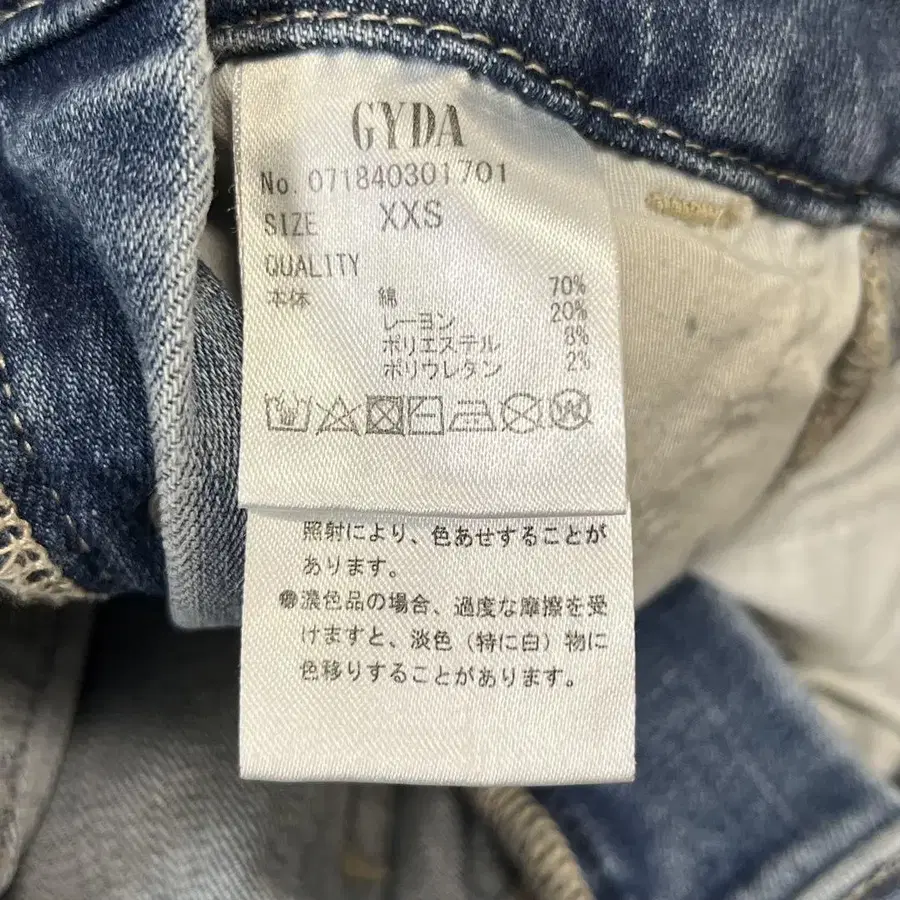 GYDA
No. 071840301701
SIZE XXS
QUALITY
本体 綿 70%
レーヨン 20%
ポリエステル 8%
ポリウレタン 2%
照射により、色あせすることが
あります。
●濃色品の場合、過度な摩擦を受
けますと、淡色（特に白）物に
色移りすることがあります。